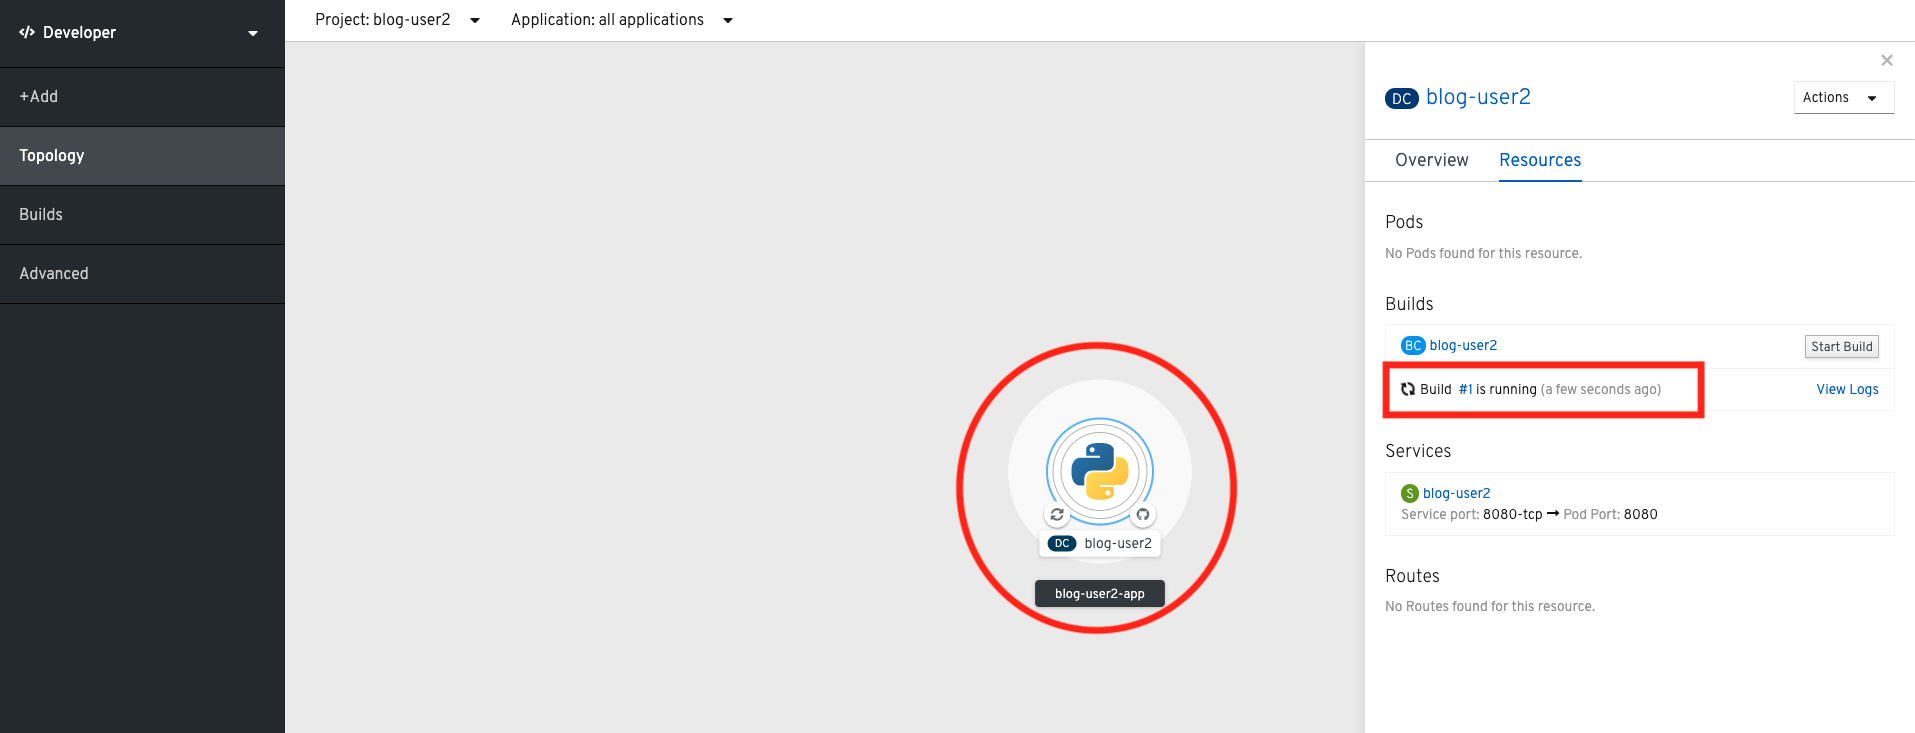 Developer
+Add
Topology
Builds
Advanced
Project: blog-user2
Application: all applications
DC blog-user2
blog-user2-app
DC blog-user2
Actions
Overview
Resources
Pods
No Pods found for this resource.
Builds
BC blog-user2
Start Build
Build #1 is running (a few seconds ago)
View Logs
Services
S blog-user2
Service port: 8080-tcp → Pod Port: 8080
Routes
No Routes found for this resource.